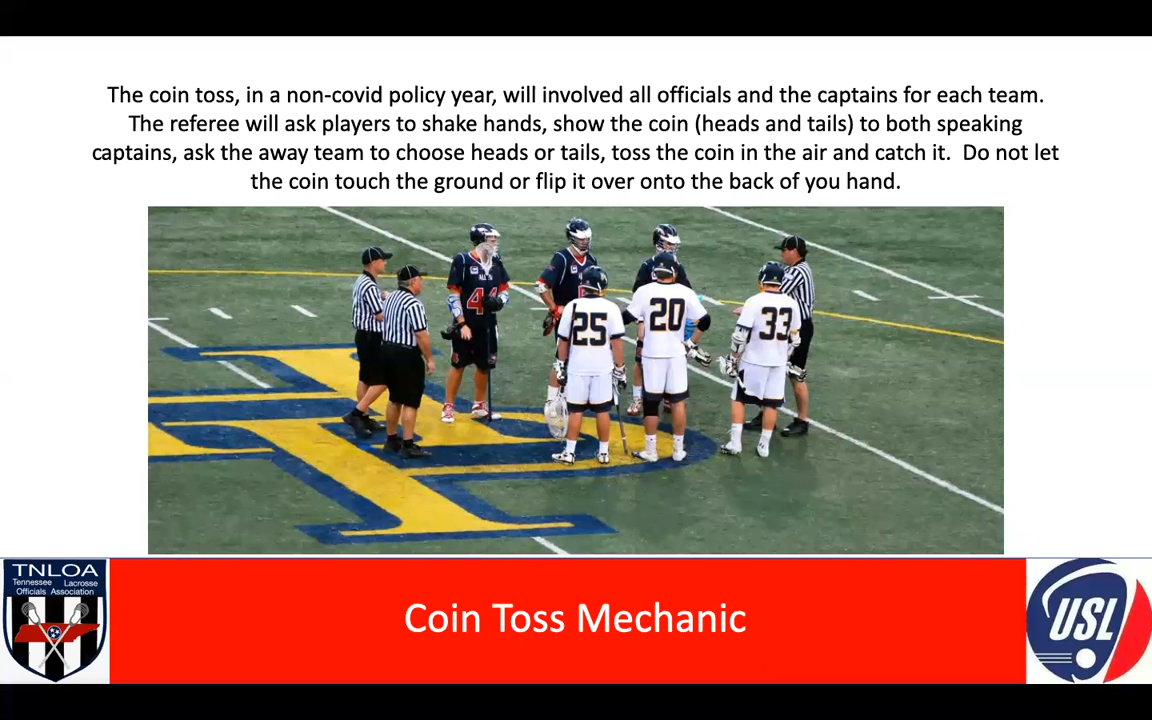 The coin toss, in a non-covid policy year, will involved all officials and the captains for each team.
The referee will ask players to shake hands, show the coin (heads and tails) to both speaking
captains, ask the away team to choose heads or tails, toss the coin in the air and catch it.  Do not let
the coin touch the ground or flip it over onto the back of you hand.
25
20
33
TNLOA
Tennessee Lacrosse
Officials Association
Coin Toss Mechanic
USL